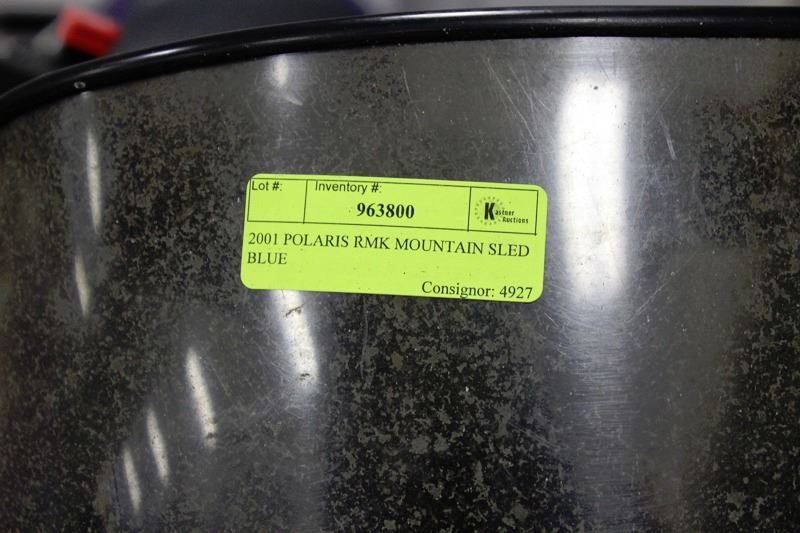 Lot #: Inventory #:
963800
Kastner
Auctions
2001 POLARIS RMK MOUNTAIN SLED
BLUE
Consignor: 4927